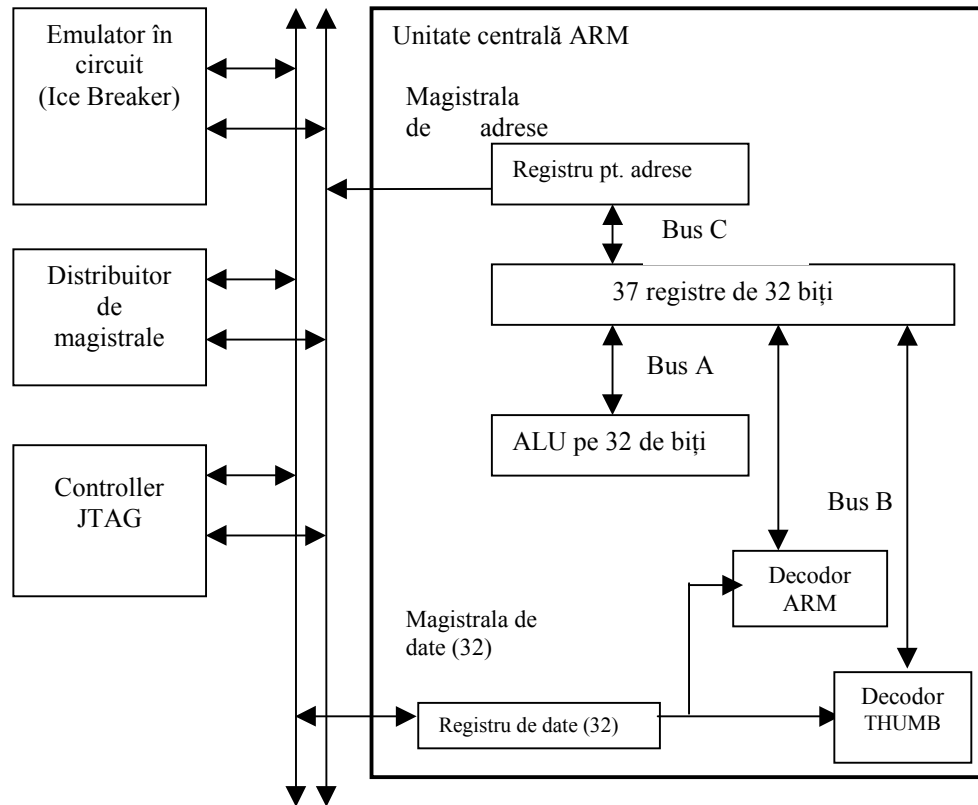 Emulator în
circuit
(Ice Breaker)
Distribuitor
de
magistrale
Controller
JTAG
Unitate centrală ARM
Magistrala
de adrese
Registru pt. adrese
Bus C
37 registre de 32 biți
Bus A
ALU pe 32 de biți
Bus B
Decodor
ARM
Magistrala de
date (32)
Registru de date (32)
Decodor
THUMB